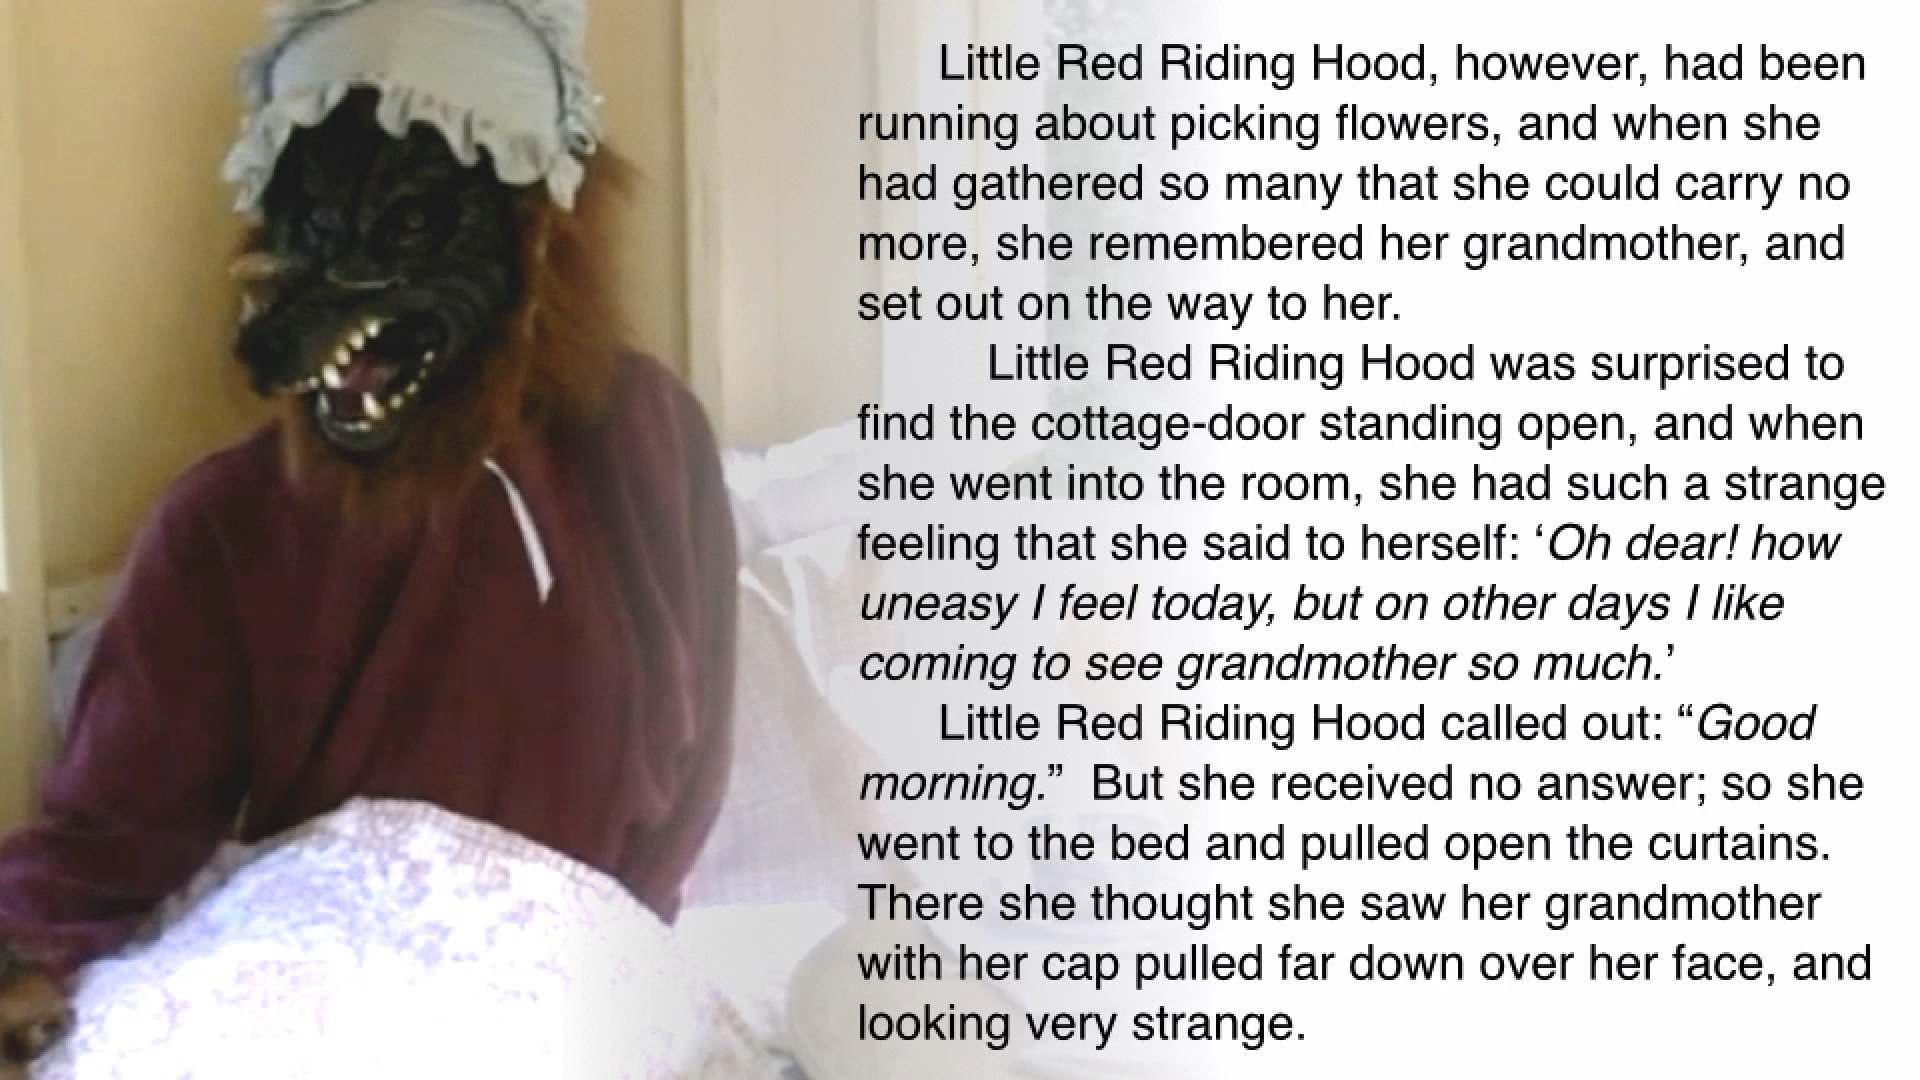 Little Red Riding Hood, however, had been
running about picking flowers, and when she
had gathered so many that she could carry no
more, she remembered her grandmother, and
set out on the way to her.
Little Red Riding Hood was surprised to
find the cottage-door standing open, and when
she went into the room, she had such a strange
feeling that she said to herself: ‘Oh dear! how
uneasy I feel today, but on other days I like
coming to see grandmother so much.’
Little Red Riding Hood called out: “Good
morning.”  But she received no answer; so she
went to the bed and pulled open the curtains.
There she thought she saw her grandmother
with her cap pulled far down over her face, and
looking very strange.